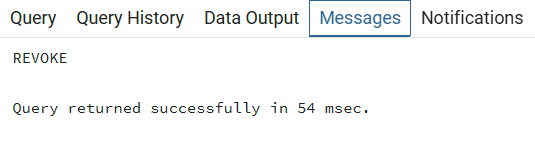 Query Query History Data Output Messages Notifications
REVOKE
Query returned successfully in 54 msec.